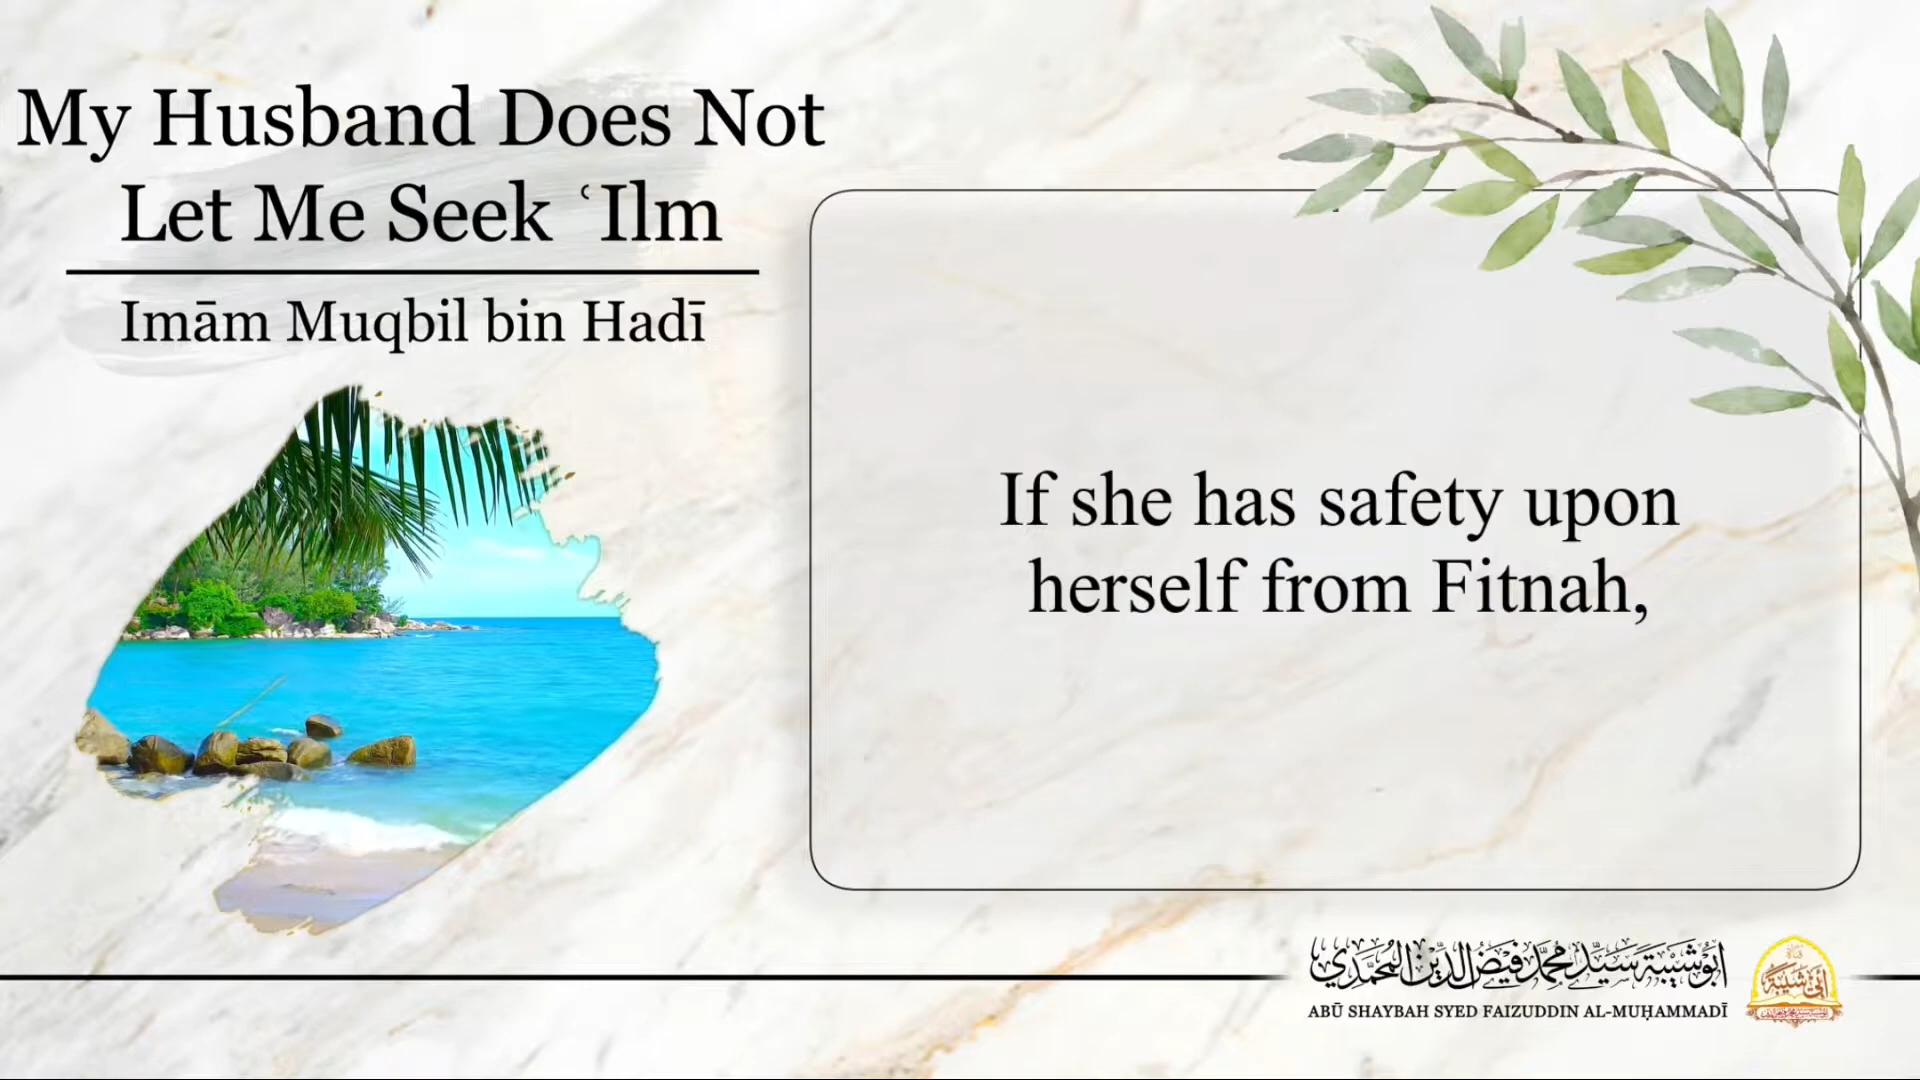 My Husband Does Not
Let Me Seek ʿIlm
Imām Muqbil bin Hadī
If she has safety upon
herself from Fitnah,
أبو شيبة سيد محمد فيض الدين المحمدي
ABŪ SHAYBAH SYED FAIZUDDIN AL-MUḤAMMADĪ